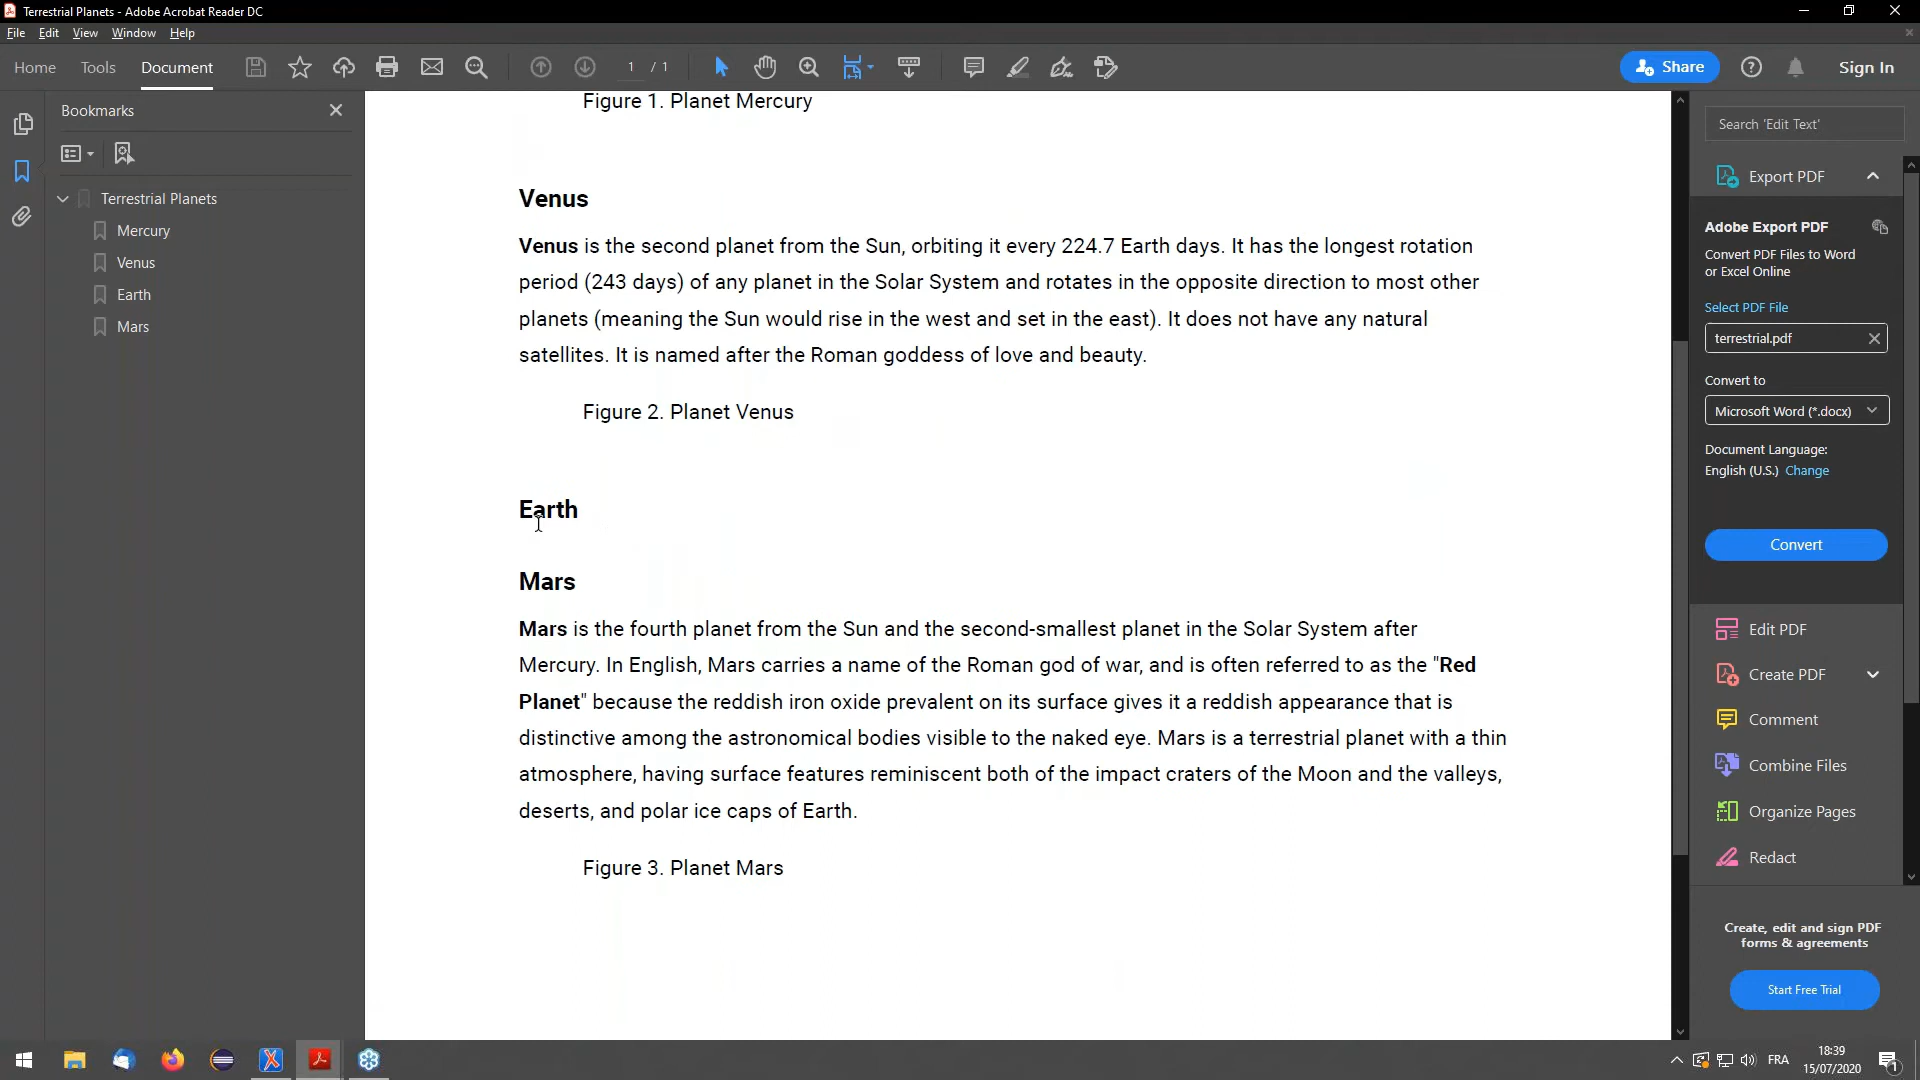 Terrestrial Planets - Adobe Acrobat Reader DC
File Edit View Window Help
Home Tools Document 1 / 1 Share Sign In
Bookmarks
Terrestrial Planets
Mercury
Venus
Earth
Mars
Figure 1. Planet Mercury
Venus
Venus is the second planet from the Sun, orbiting it every 224.7 Earth days. It has the longest rotation
period (243 days) of any planet in the Solar System and rotates in the opposite direction to most other
planets (meaning the Sun would rise in the west and set in the east). It does not have any natural
satellites. It is named after the Roman goddess of love and beauty.
Figure 2. Planet Venus
Earth
Mars
Mars is the fourth planet from the Sun and the second-smallest planet in the Solar System after
Mercury. In English, Mars carries a name of the Roman god of war, and is often referred to as the "Red
Planet" because the reddish iron oxide prevalent on its surface gives it a reddish appearance that is
distinctive among the astronomical bodies visible to the naked eye. Mars is a terrestrial planet with a thin
atmosphere, having surface features reminiscent both of the impact craters of the Moon and the valleys,
deserts, and polar ice caps of Earth.
Figure 3. Planet Mars
Search 'Edit Text'
Export PDF
Adobe Export PDF
Convert PDF Files to Word
or Excel Online
Select PDF File
terrestrial.pdf
Convert to
Microsoft Word (*.docx)
Document Language:
English (U.S.) Change
Convert
Edit PDF
Create PDF
Comment
Combine Files
Organize Pages
Redact
Create, edit and sign PDF
forms & agreements
Start Free Trial
FRA
18:39
15/07/2020
1